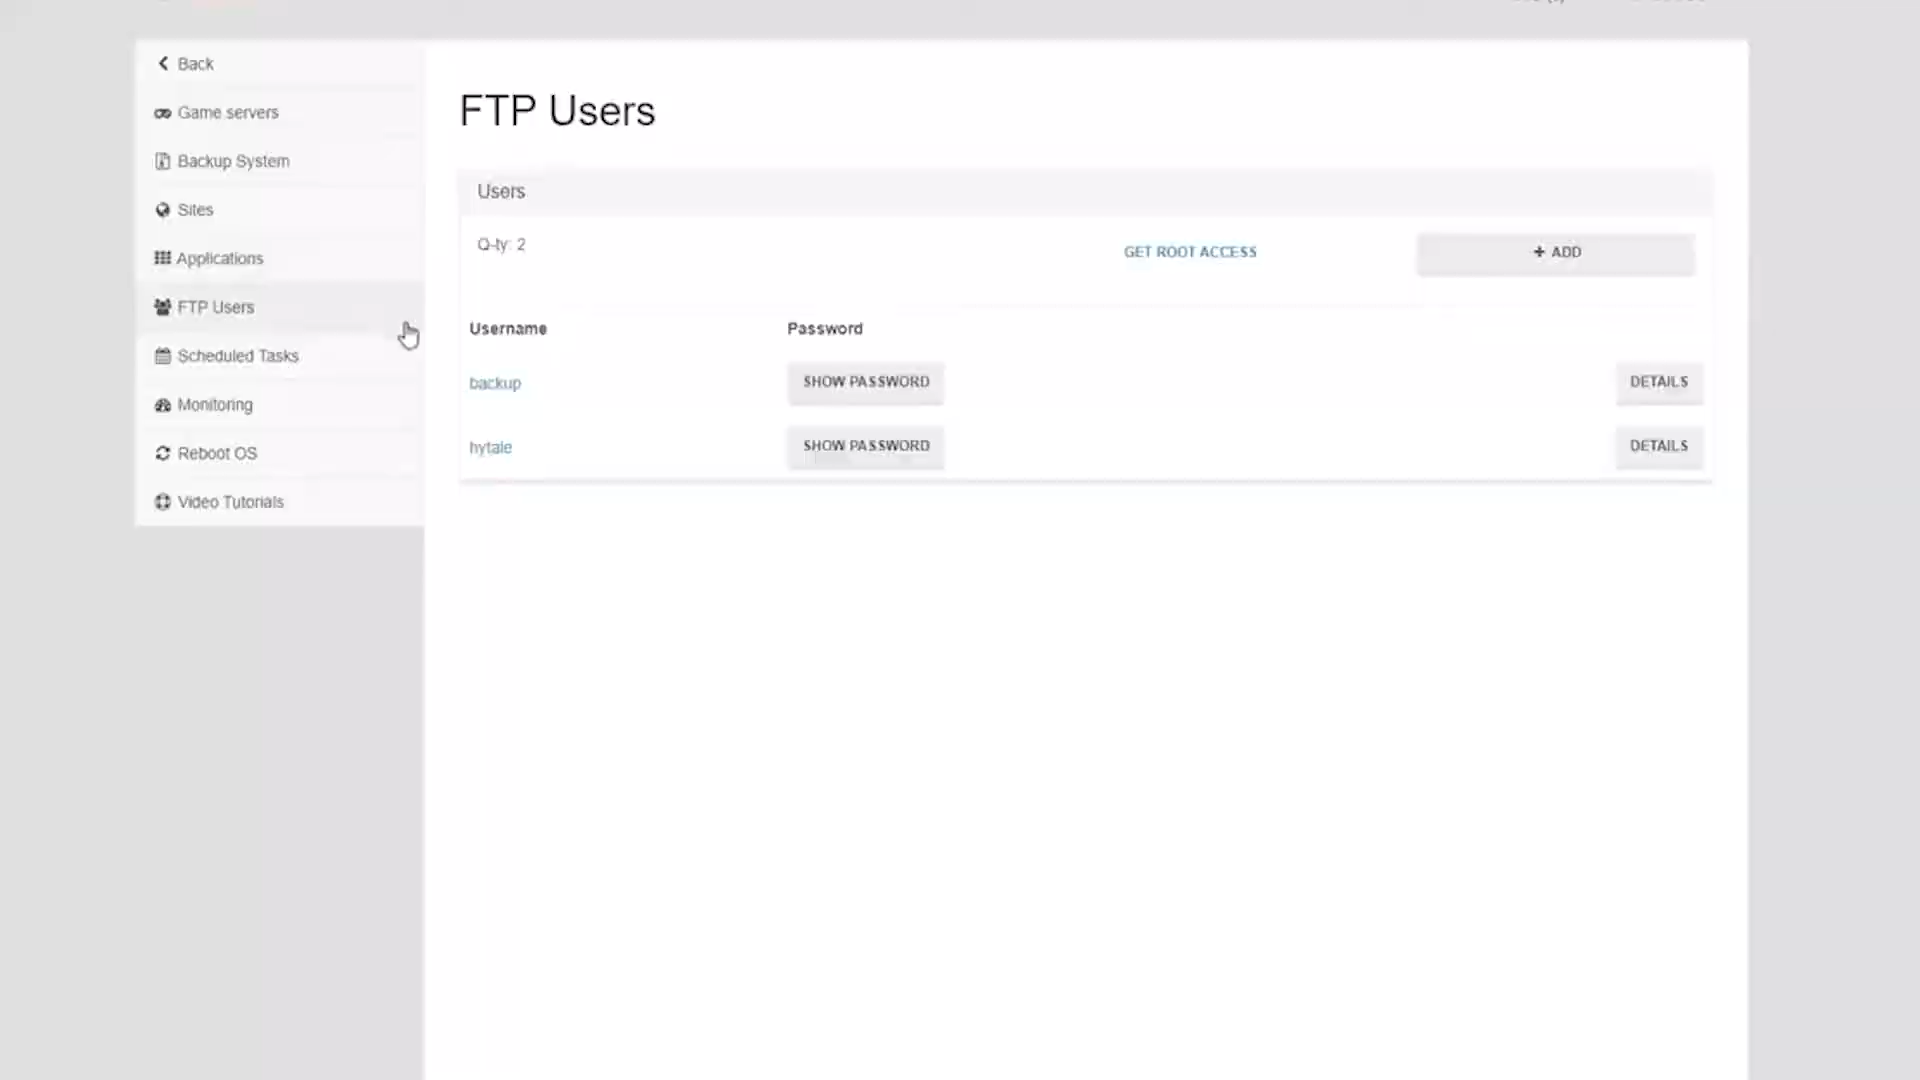 Back
Game servers
Backup System
Sites
Applications
FTP Users
Scheduled Tasks
Monitoring
Reboot OS
Video Tutorials
FTP Users
Users
Q-ty: 2
GET ROOT ACCESS
+ ADD
Username Password
backup SHOW PASSWORD DETAILS
hytale SHOW PASSWORD DETAILS